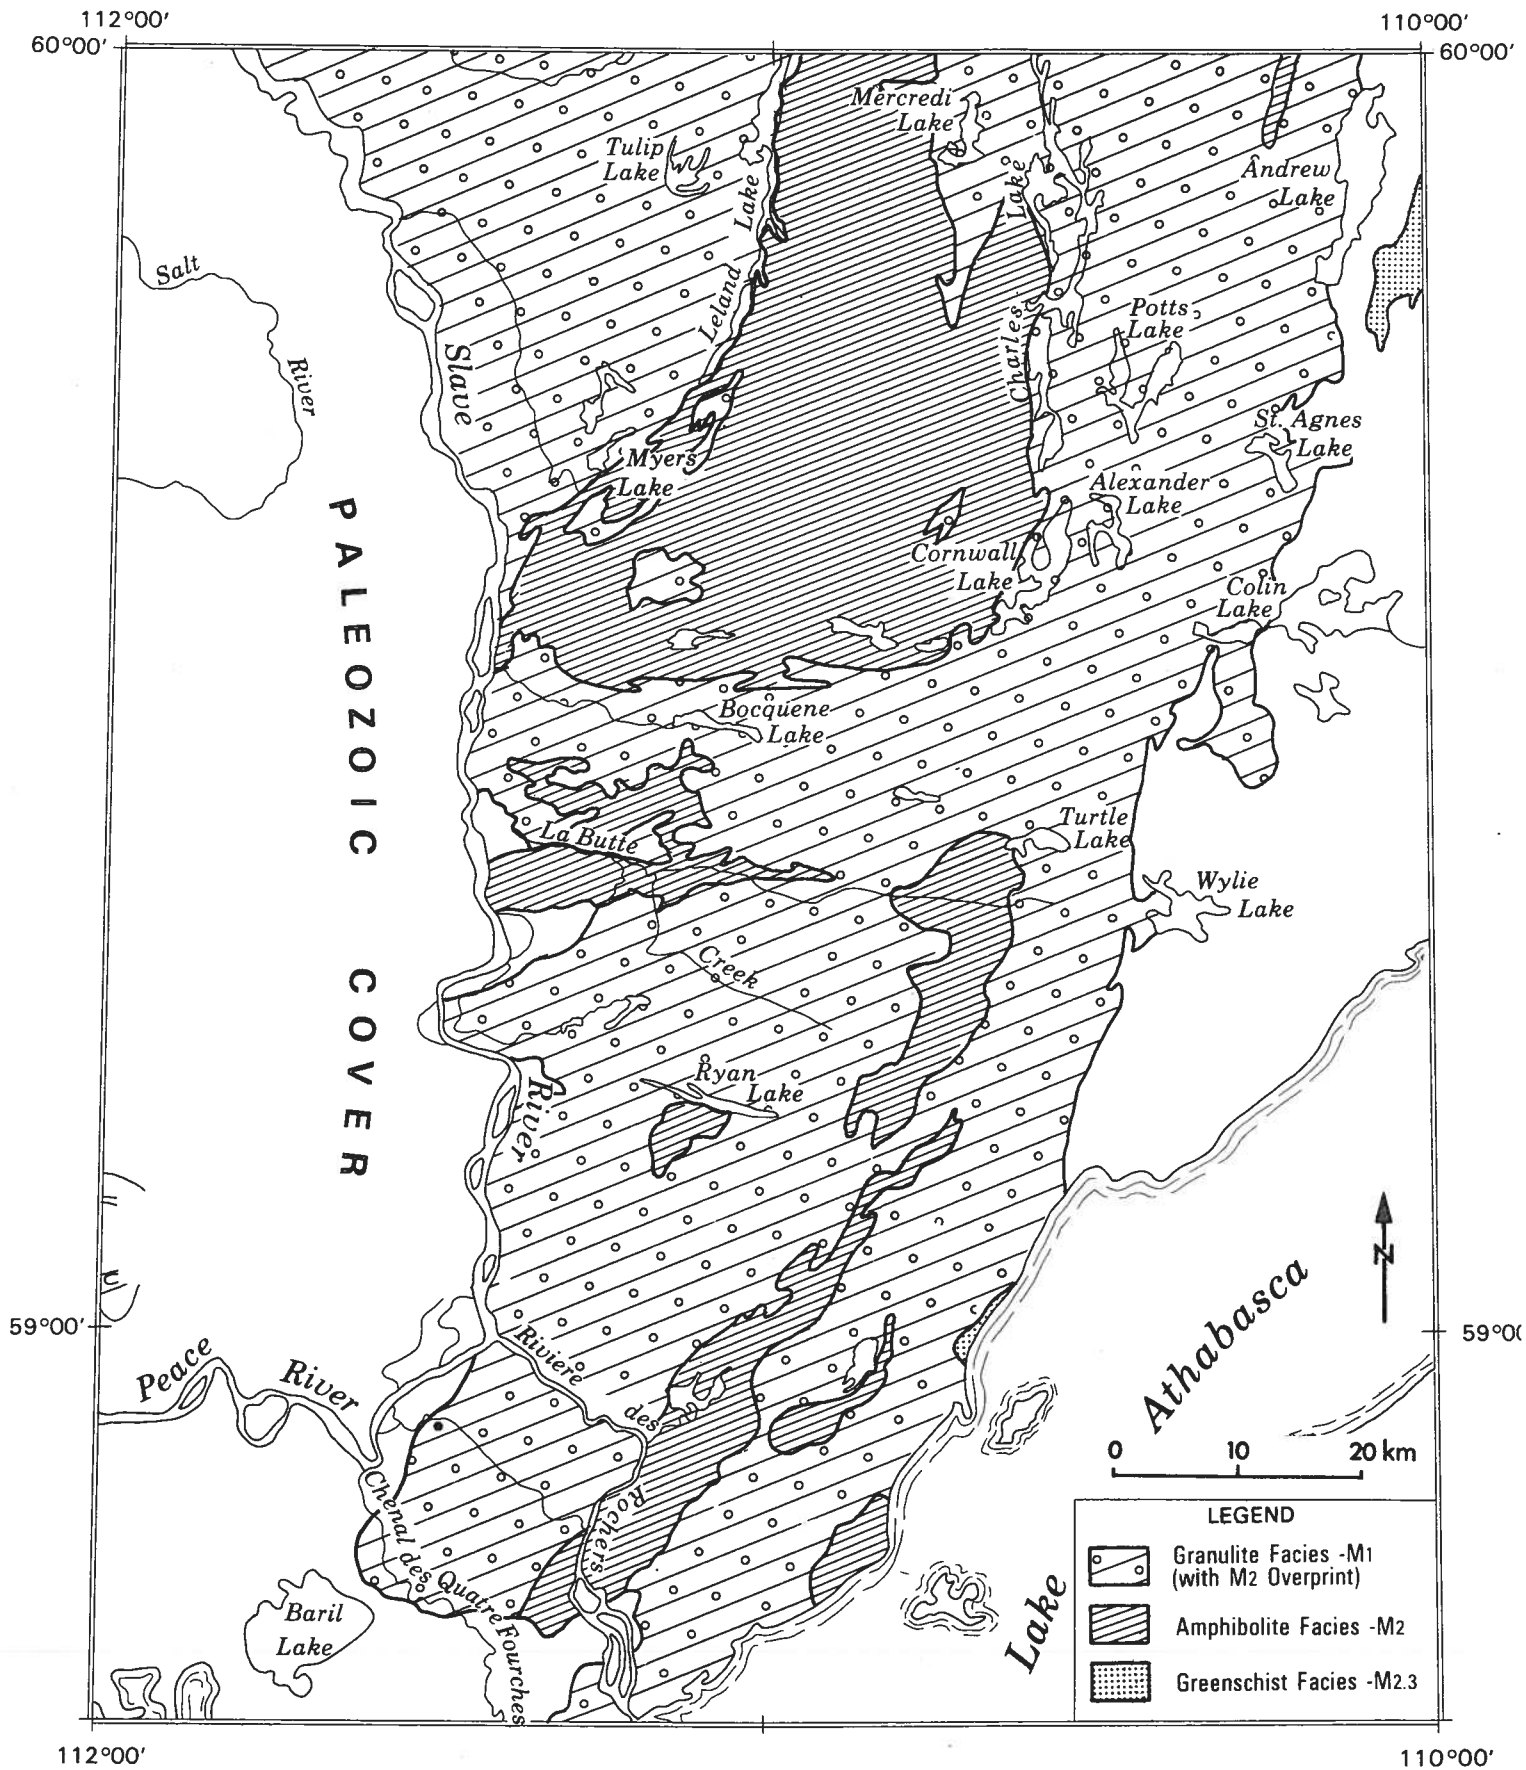 112°00′
110°00′
60°00′
60°00′
Mercredi
Lake
Tulip
Lake
Andrew
Lake
Leland Lake
Charles Lake
Salt
River
Potts
Lake
Slave
St. Agnes
Lake
Myers
Lake
Alexander
Lake
PALEOZOIC COVER
Cornwall
Lake
Colin
Lake
Bocquene
Lake
La Butte
Creek
Turtle
Lake
Wylie
Lake
Ryan
Lake
River
59°00′
59°0
Peace River
Rivière des Rochers
Chenal des Quatre Fourches
Baril
Lake
Lake Athabasca
N
0 10 20 km
LEGEND
Granulite Facies -M1
(with M2 Overprint)
Amphibolite Facies -M2
Greenschist Facies -M2.3
112°00′
110°00′